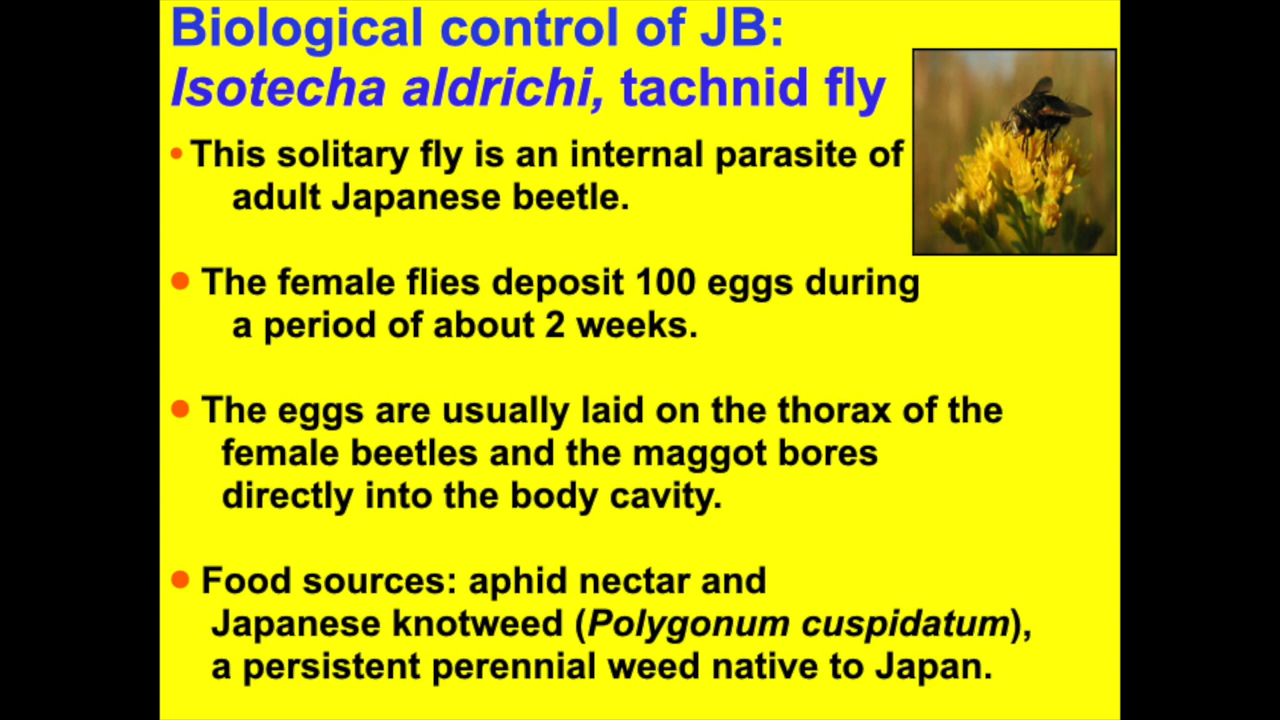 Biological control of JB:
Isotecha aldrichi, tachnid fly
• This solitary fly is an internal parasite of
adult Japanese beetle.
• The female flies deposit 100 eggs during
a period of about 2 weeks.
• The eggs are usually laid on the thorax of the
female beetles and the maggot bores
directly into the body cavity.
• Food sources: aphid nectar and
Japanese knotweed (Polygonum cuspidatum),
a persistent perennial weed native to Japan.